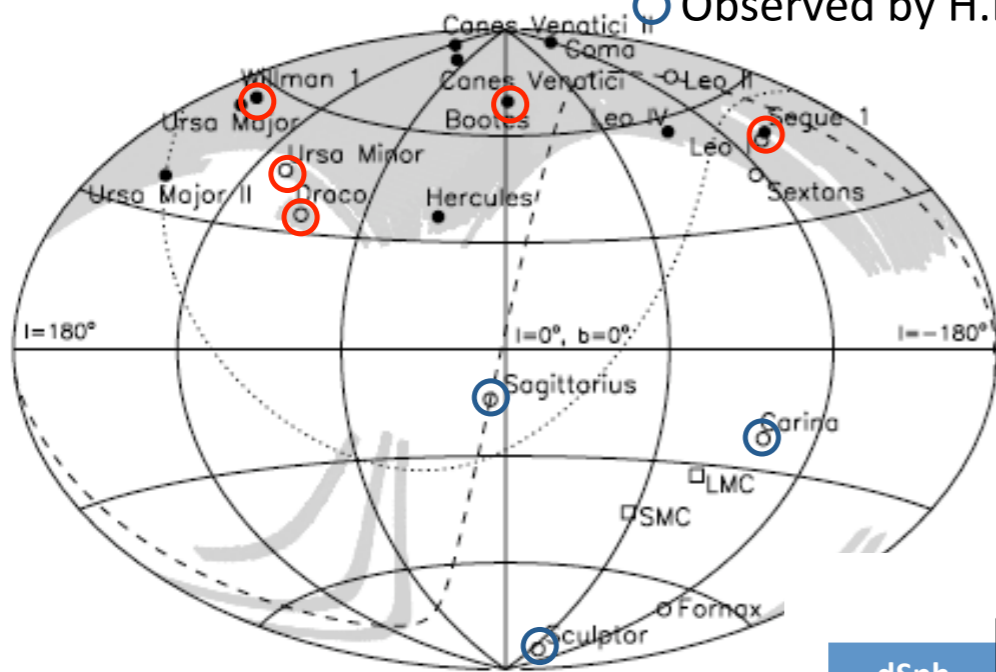 Observed by H.
Canes Venatici II
Coma
Willman 1
Canes Venatici
Leo II
Ursa Major
Bootes
Leo IV
Segue 1
Ursa Minor
Leo I
Ursa Major II
Draco
Hercules
Sextans
l=180°
l=0°, b=0°
l=-180°
Sagittarius
Carina
LMC
SMC
Fornax
Sculptor
dSph